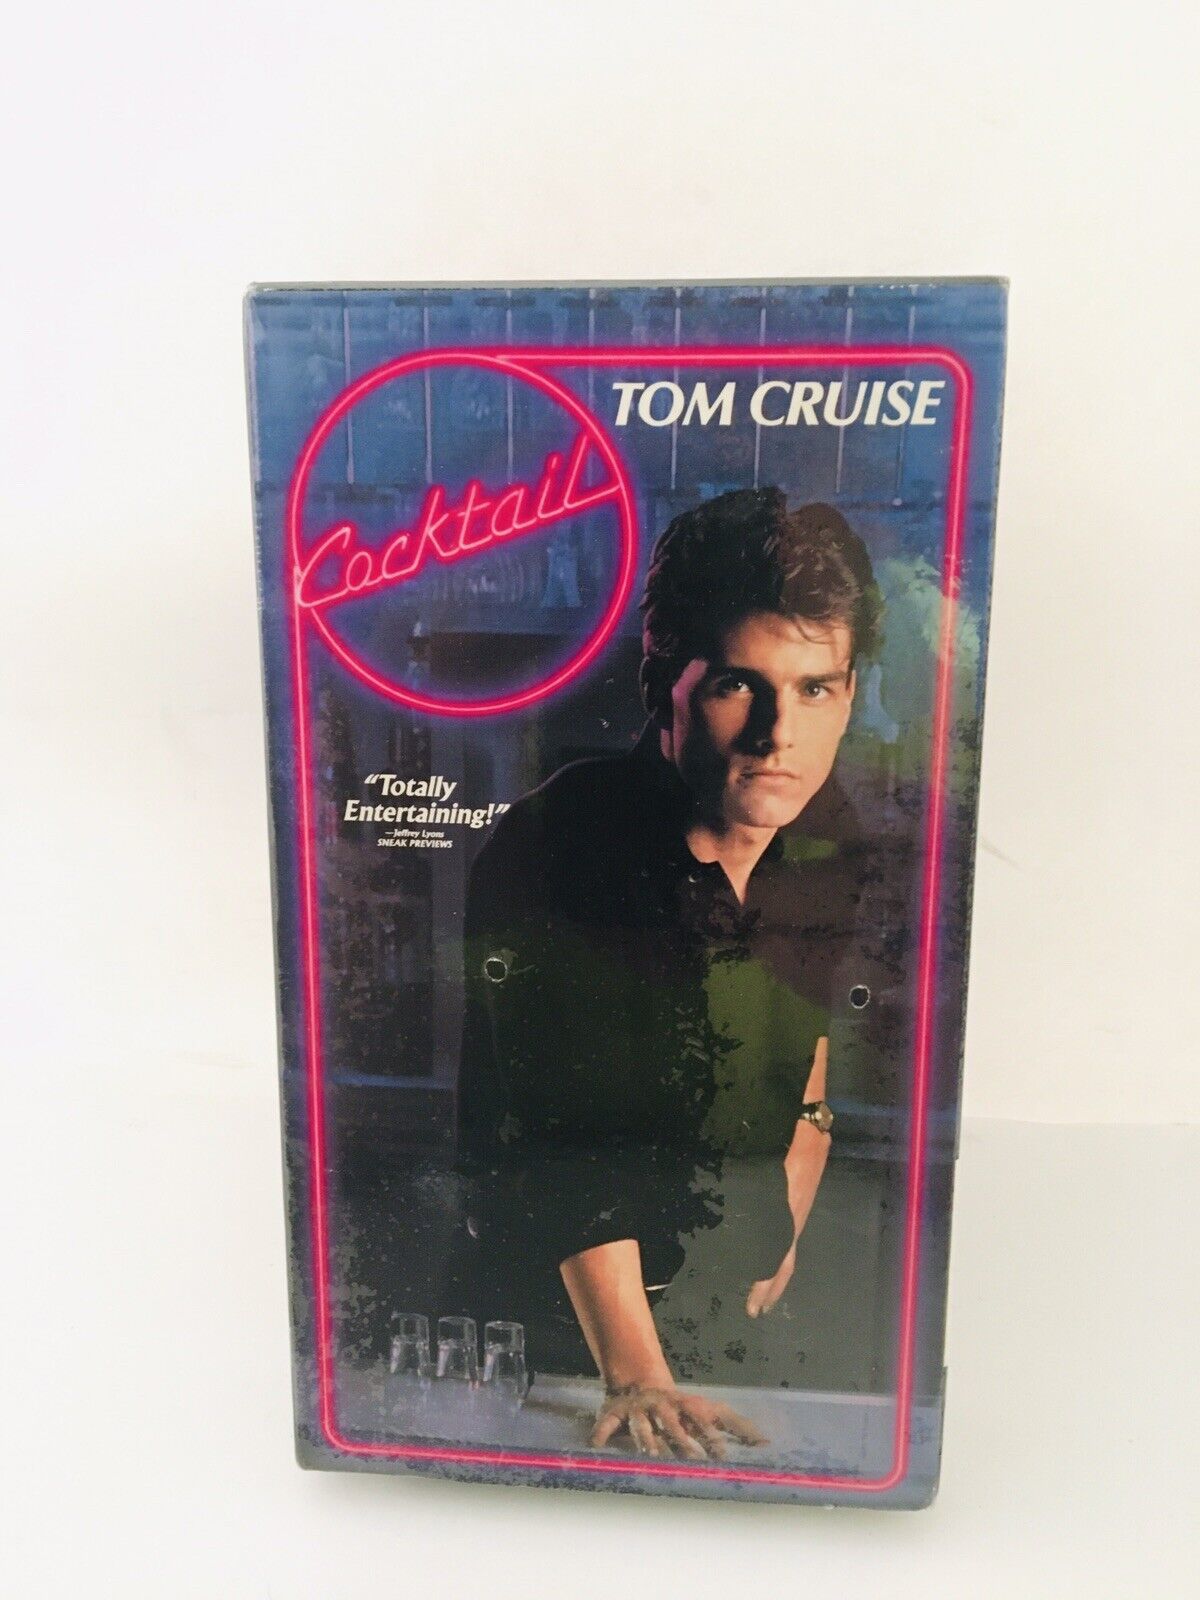 TOM CRUISE
Cocktail
“Totally
Entertaining!”
—Jeffrey Lyons
SNEAK PREVIEWS